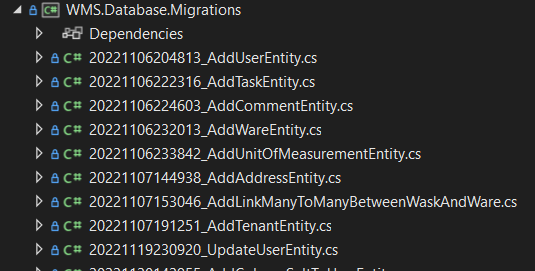 WMS.Database.Migrations
Dependencies
C# 20221106204813_AddUserEntity.cs
C# 20221106222316_AddTaskEntity.cs
C# 20221106224603_AddCommentEntity.cs
C# 20221106232013_AddWareEntity.cs
C# 20221106233842_AddUnitOfMeasurementEntity.cs
C# 20221107144938_AddAddressEntity.cs
C# 20221107153046_AddLinkManyToManyBetweenWaskAndWare.cs
C# 20221107191251_AddTenantEntity.cs
C# 20221119230920_UpdateUserEntity.cs